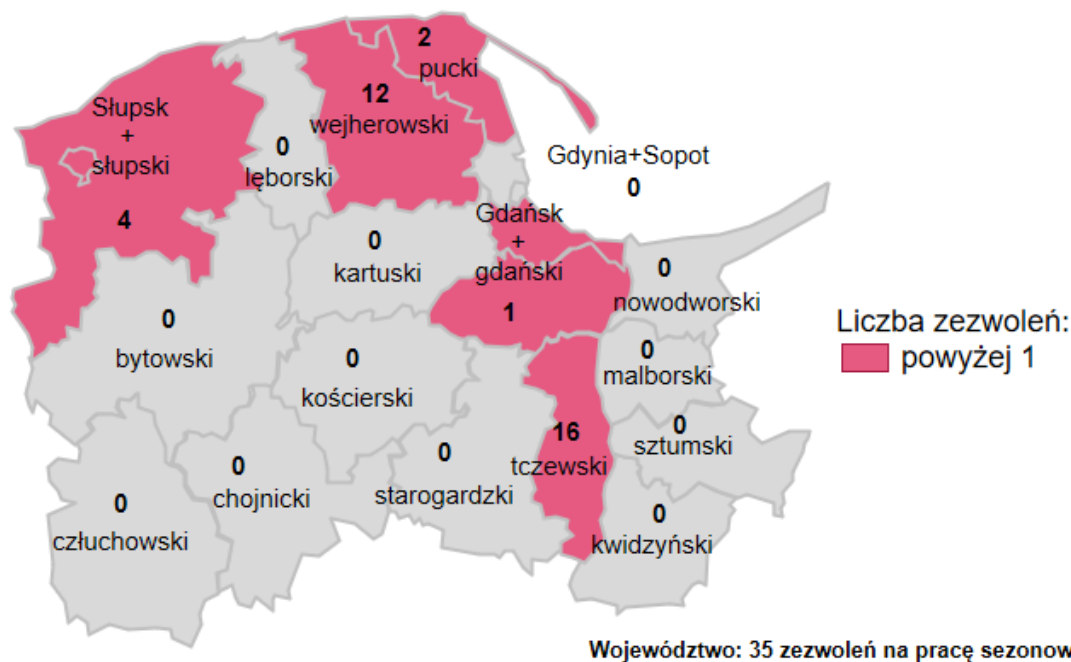 2
pucki
12
wejherowski
Słupsk
+
słupski
4
0
lęborski
Gdynia+Sopot
0
Gdańsk
+
gdański
1
0
kartuski
0
nowodworski
Liczba zezwoleń:
powyżej 1
0
bytowski
0
kościerski
0
malborski
16
tczewski
0
sztumski
0
chojnicki
0
starogardzki
0
człuchowski
0
kwidzyński
Województwo: 35 zezwoleń na pracę sezonow